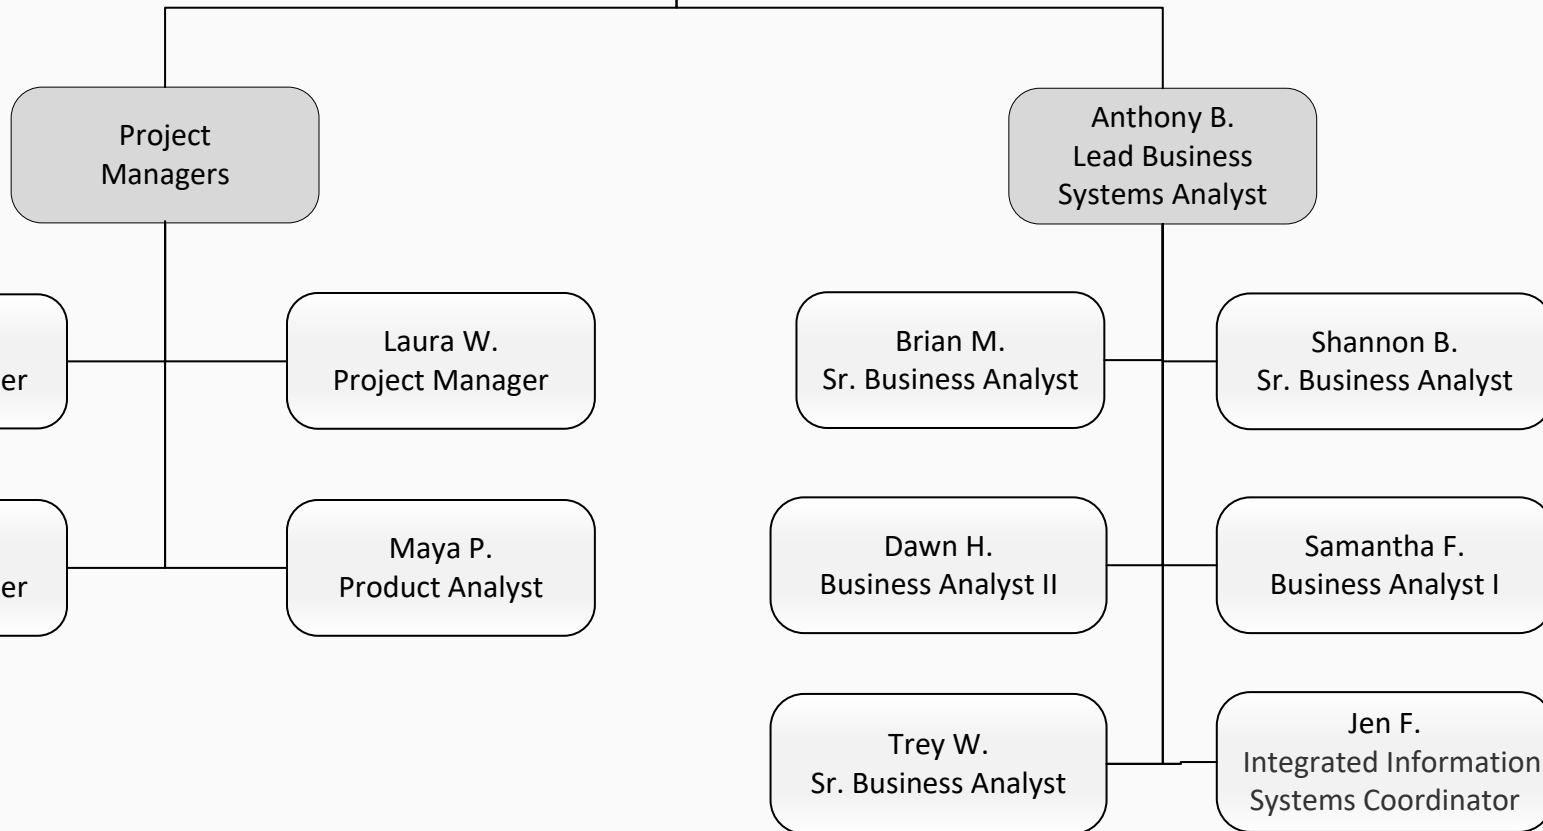 Project
Managers
Anthony B.
Lead Business
Systems Analyst
er
Laura W.
Project Manager
Brian M.
Sr. Business Analyst
Shannon B.
Sr. Business Analyst
er
Maya P.
Product Analyst
Dawn H.
Business Analyst II
Samantha F.
Business Analyst I
Trey W.
Sr. Business Analyst
Jen F.
Integrated Information
Systems Coordinator